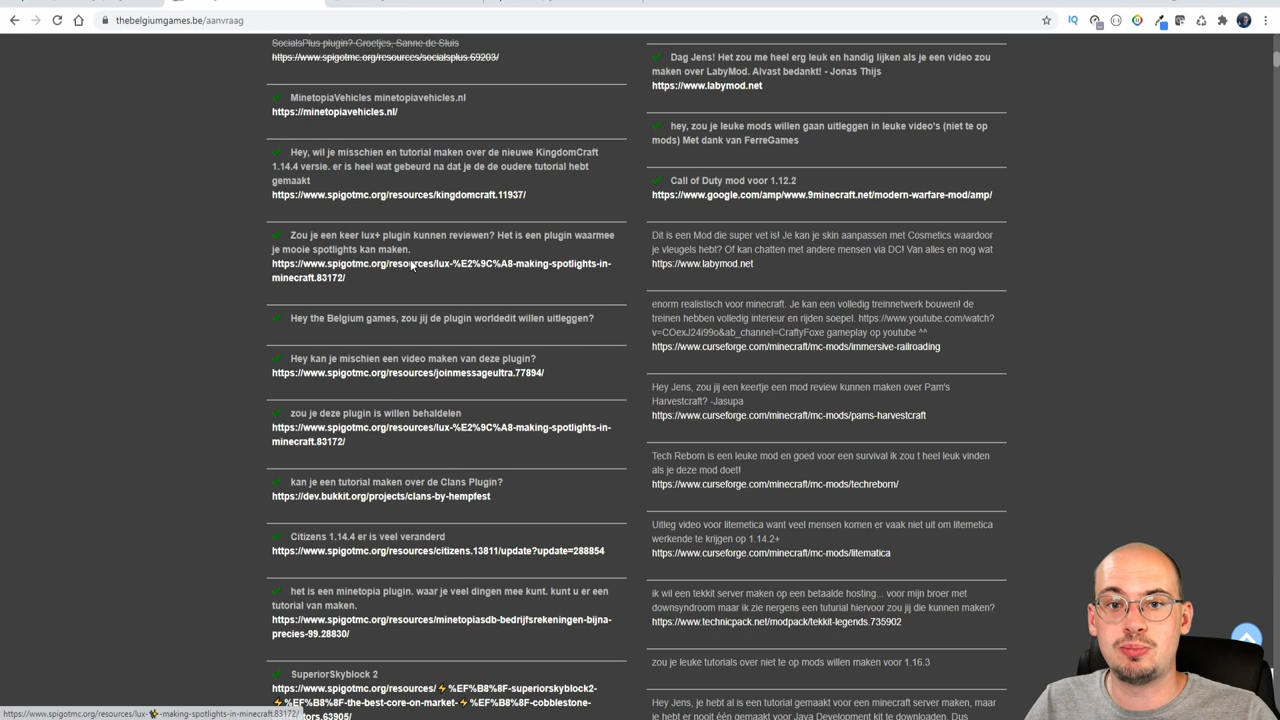 thebelgiumgames.be/aanvraag
SocialsPlus plugin? Groetjes, Sanne de Sluis
https://www.spigotmc.org/resources/socialsplus.69203/
MinetopiaVehicles minetopiavehicles.nl
https://minetopiavehicles.nl/
Hey, wil je misschien en tutorial maken over de nieuwe KingdomCraft
1.14.4 versie. er is heel wat gebeurd na dat je de de oudere tutorial hebt
gemaakt
https://www.spigotmc.org/resources/kingdomcraft.11937/
Zou je een keer lux+ plugin kunnen reviewen? Het is een plugin waarmee
je mooie spotlights kan maken.
https://www.spigotmc.org/resources/lux-%E2%9C%A8-making-spotlights-in-
minecraft.83172/
Hey the Belgium games, zou jij de plugin worldedit willen uitleggen?
Hey kan je mischien een video maken van deze plugin?
https://www.spigotmc.org/resources/joinmessageultra.77894/
zou je deze plugin is willen behaldelen
https://www.spigotmc.org/resources/lux-%E2%9C%A8-making-spotlights-in-
minecraft.83172/
kan je een tutorial maken over de Clans Plugin?
https://dev.bukkit.org/projects/clans-by-hempfest
Citizens 1.14.4 er is veel veranderd
https://www.spigotmc.org/resources/citizens.13811/update?update=288854
het is een minetopia plugin. waar je veel dingen mee kunt. kunt u er een
tutorial van maken.
https://www.spigotmc.org/resources/minetopiasdb-bedrijfsrekeningen-bijna-
precies-99.28830/
SuperiorSkyblock 2
https://www.spigotmc.org/resources/⚡%EF%B8%8F-superiorskyblock2-
⚡%EF%B8%8F-the-best-core-on-market-⚡%EF%B8%8F-cobblestone-
tors.63905/
Dag Jens! Het zou me heel erg leuk en handig lijken als je een video zou
maken over LabyMod. Alvast bedankt! - Jonas Thijs
https://www.labymod.net
hey, zou je leuke mods willen gaan uitleggen in leuke video's (niet te op
mods) Met dank van FerreGames
Call of Duty mod voor 1.12.2
https://www.google.com/amp/www.9minecraft.net/modern-warfare-mod/amp/
Dit is een Mod die super vet is! Je kan je skin aanpassen met Cosmetics waardoor
je vleugels hebt? Of kan chatten met andere mensen via DC! Van alles en nog wat
https://www.labymod.net
enorm realistisch voor minecraft. Je kan een volledig treinnetwerk bouwen! de
treinen hebben volledig interieur en rijden soepel. https://www.youtube.com/watch?
v=COexJ24i99o&ab_channel=CraftyFoxe gameplay op youtube ^^
https://www.curseforge.com/minecraft/mc-mods/immersive-railroading
Hey Jens, zou jij een keertje een mod review kunnen maken over Pam's
Harvestcraft? -Jasupa
https://www.curseforge.com/minecraft/mc-mods/pams-harvestcraft
Tech Reborn is een leuke mod en goed voor een survival ik zou t heel leuk vinden
als je deze mod doet!
https://www.curseforge.com/minecraft/mc-mods/techreborn/
Uitleg video voor litemetica want veel mensen komen er vaak niet uit om litemetica
werkende te krijgen op 1.14.2+
https://www.curseforge.com/minecraft/mc-mods/litematica
ik wil een tekkit server maken op een betaalde hosting... voor mijn broer met
downsyndroom maar ik zie nergens een tuturial hiervoor zou jij die kunnen maken?
https://www.technicpack.net/modpack/tekkit-legends.735902
zou je leuke tutorials over niet te op mods willen maken voor 1.16.3
Hey Jens, je hebt al is een tutorial gemaakt voor een minecraft server maken, maar
je hebt er nooit één gemaakt voor Java Development kit te downloaden. Dus
https://www.spigotmc.org/resources/lux-✨-making-spotlights-in-minecraft.83172/